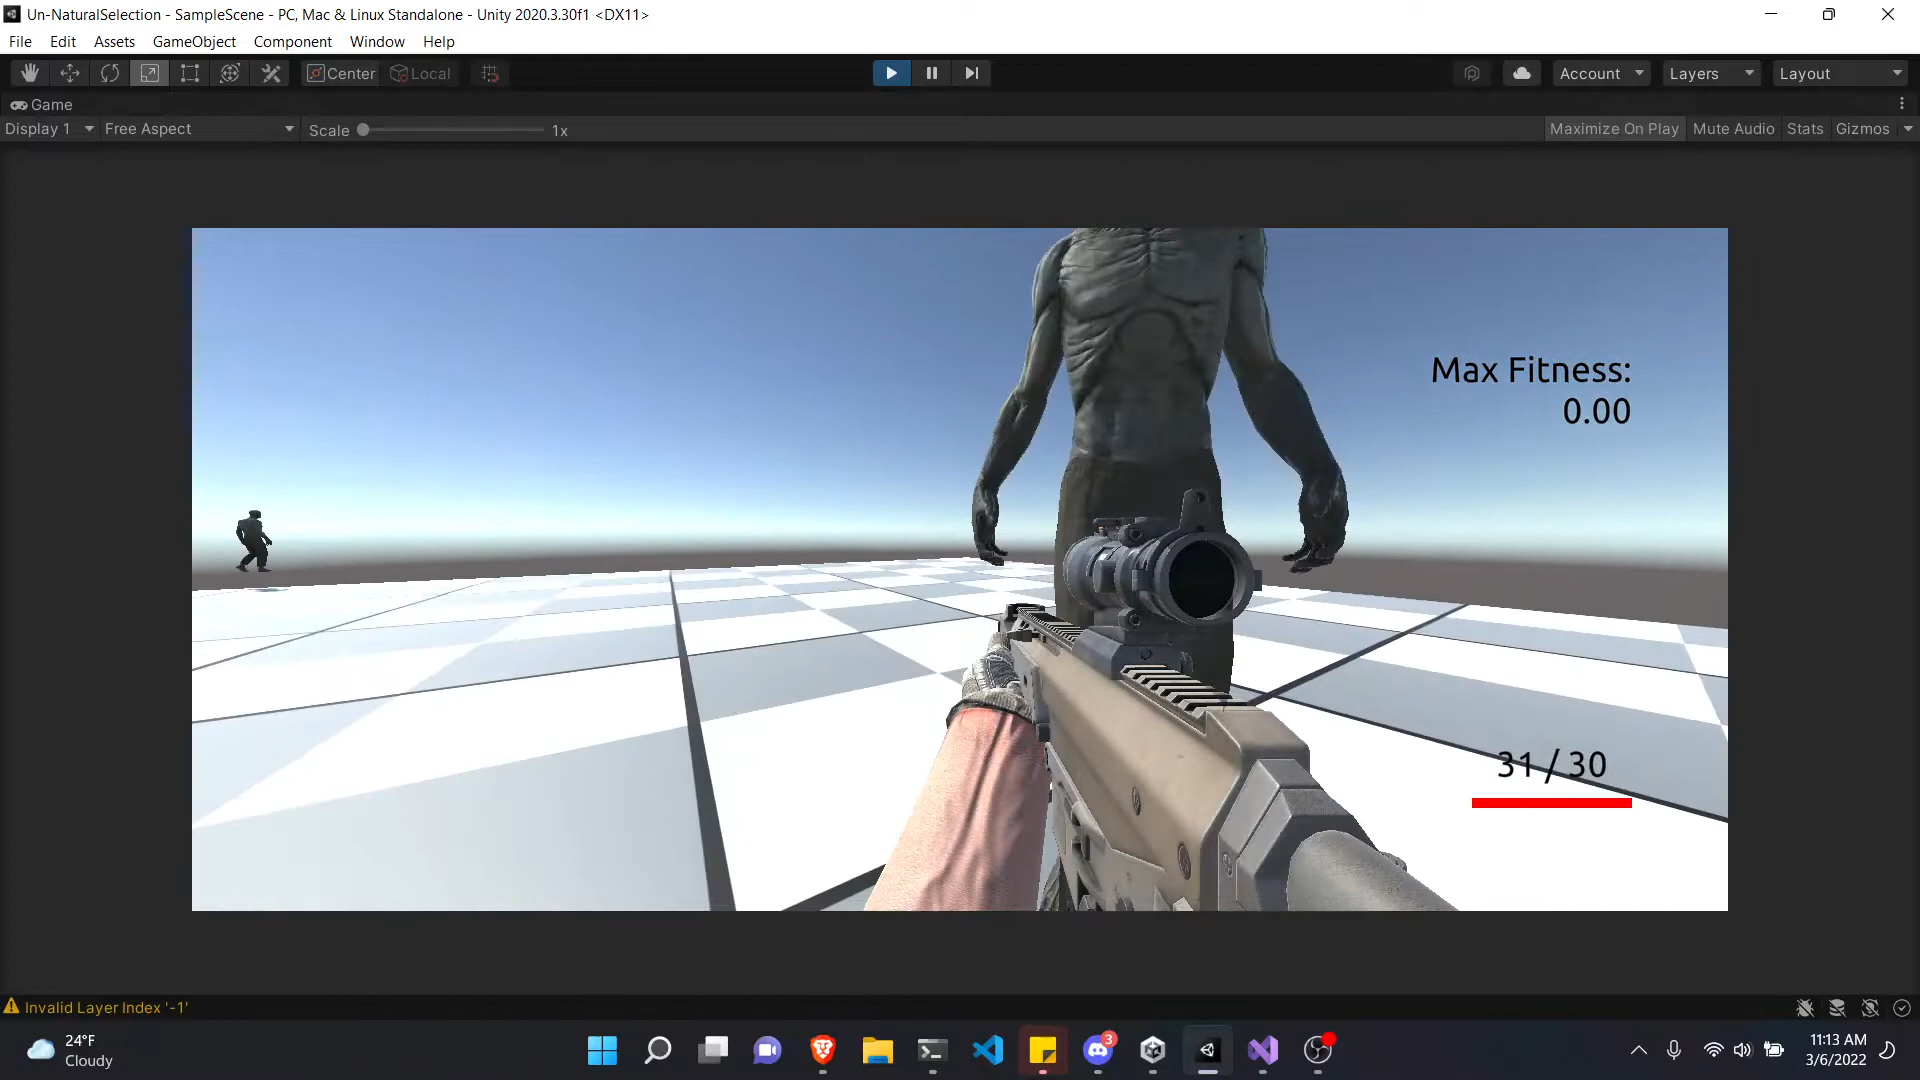 Un-NaturalSelection - SampleScene - PC, Mac & Linux Standalone - Unity 2020.3.30f1 <DX11>
File Edit Assets GameObject Component Window Help
Center Local Account Layers Layout
Game
Display 1 Free Aspect Scale 1x Maximize On Play Mute Audio Stats Gizmos
Max Fitness:
0.00
31 / 30
Invalid Layer Index '-1'
24°F
Cloudy
3
11:13 AM
3/6/2022